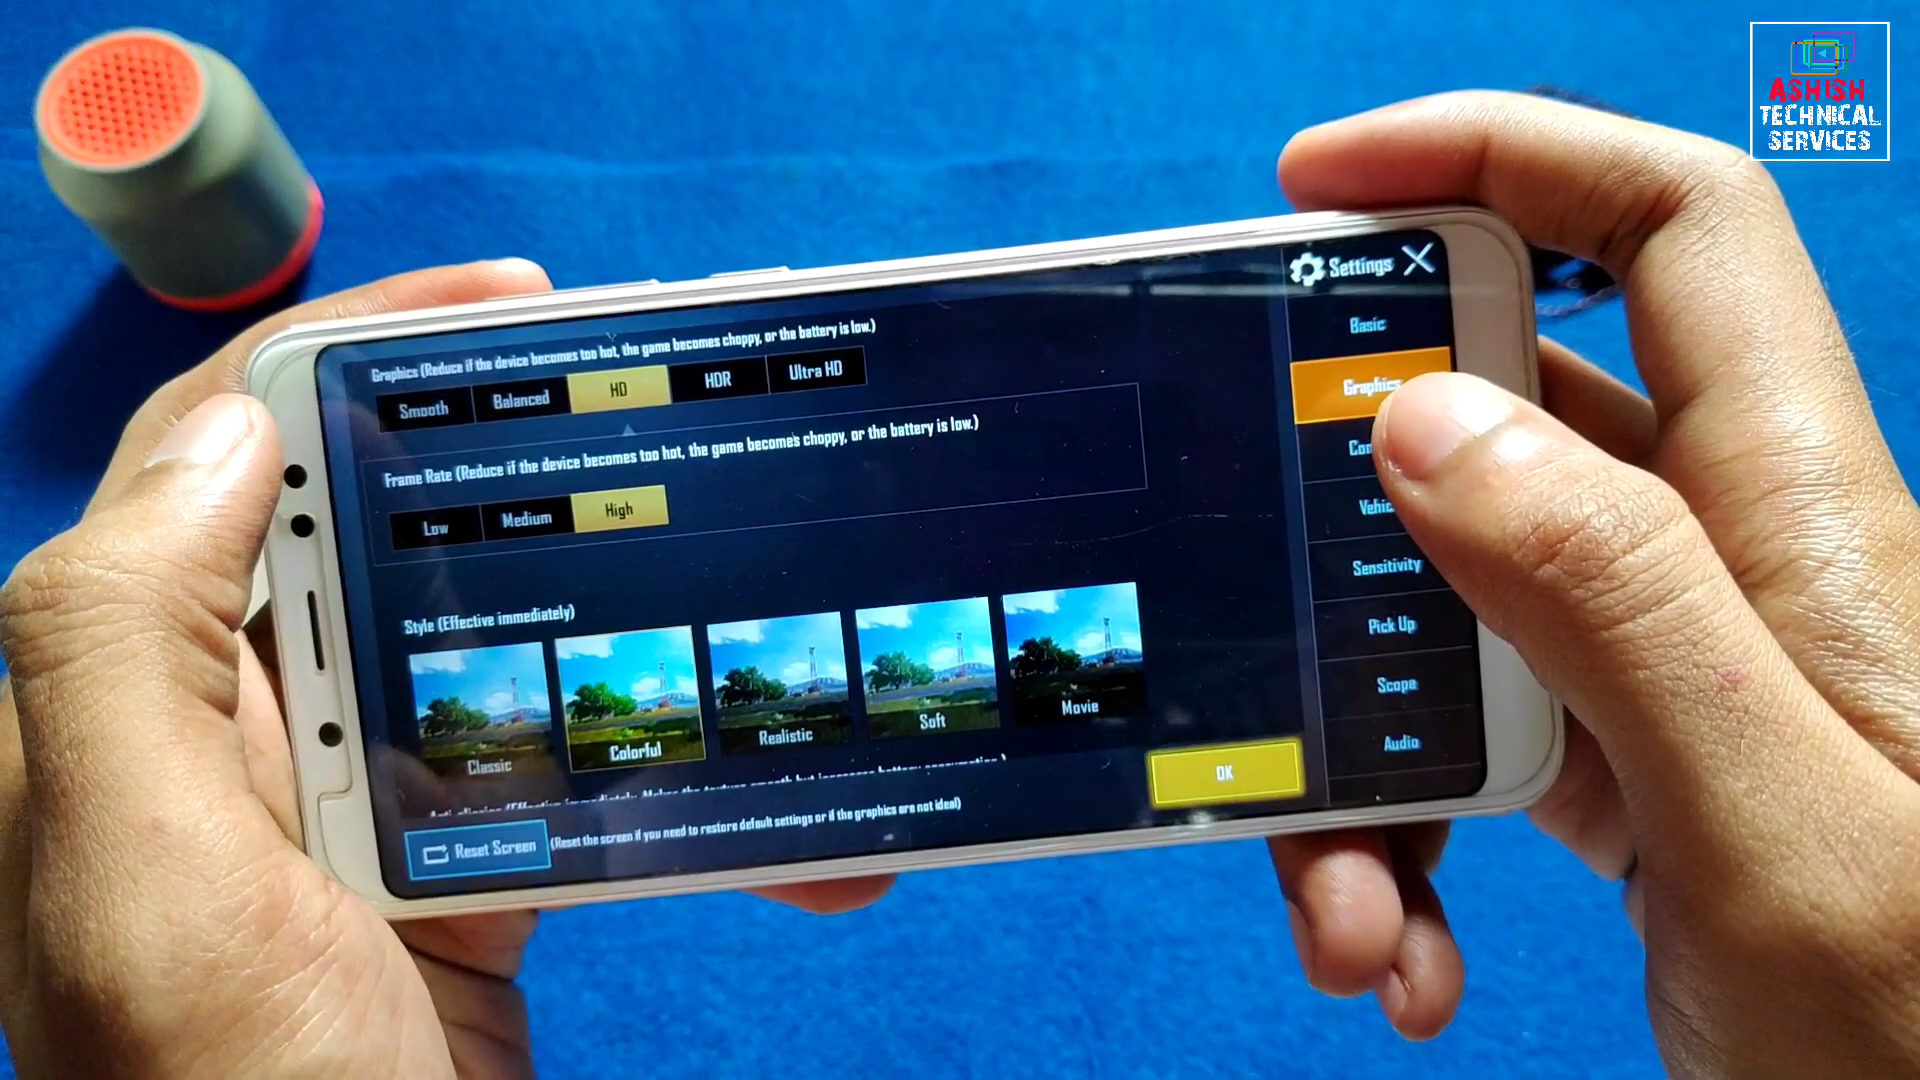 ASHISH
TECHNICAL
SERVICES
Settings
Graphics (Reduce if the device becomes too hot, the game becomes choppy, or the battery is low.)
Smooth Balanced HD HDR Ultra HD
Frame Rate (Reduce if the device becomes too hot, the game becomes choppy, or the battery is low.)
Low Medium High
Style (Effective immediately)
Classic Colorful Realistic Soft Movie
Reset Screen (Reset the screen if you need to restore default settings or if the graphics are not ideal)
OK
Basic
Graphics
Sensitivity
Pick Up
Scope
Audio